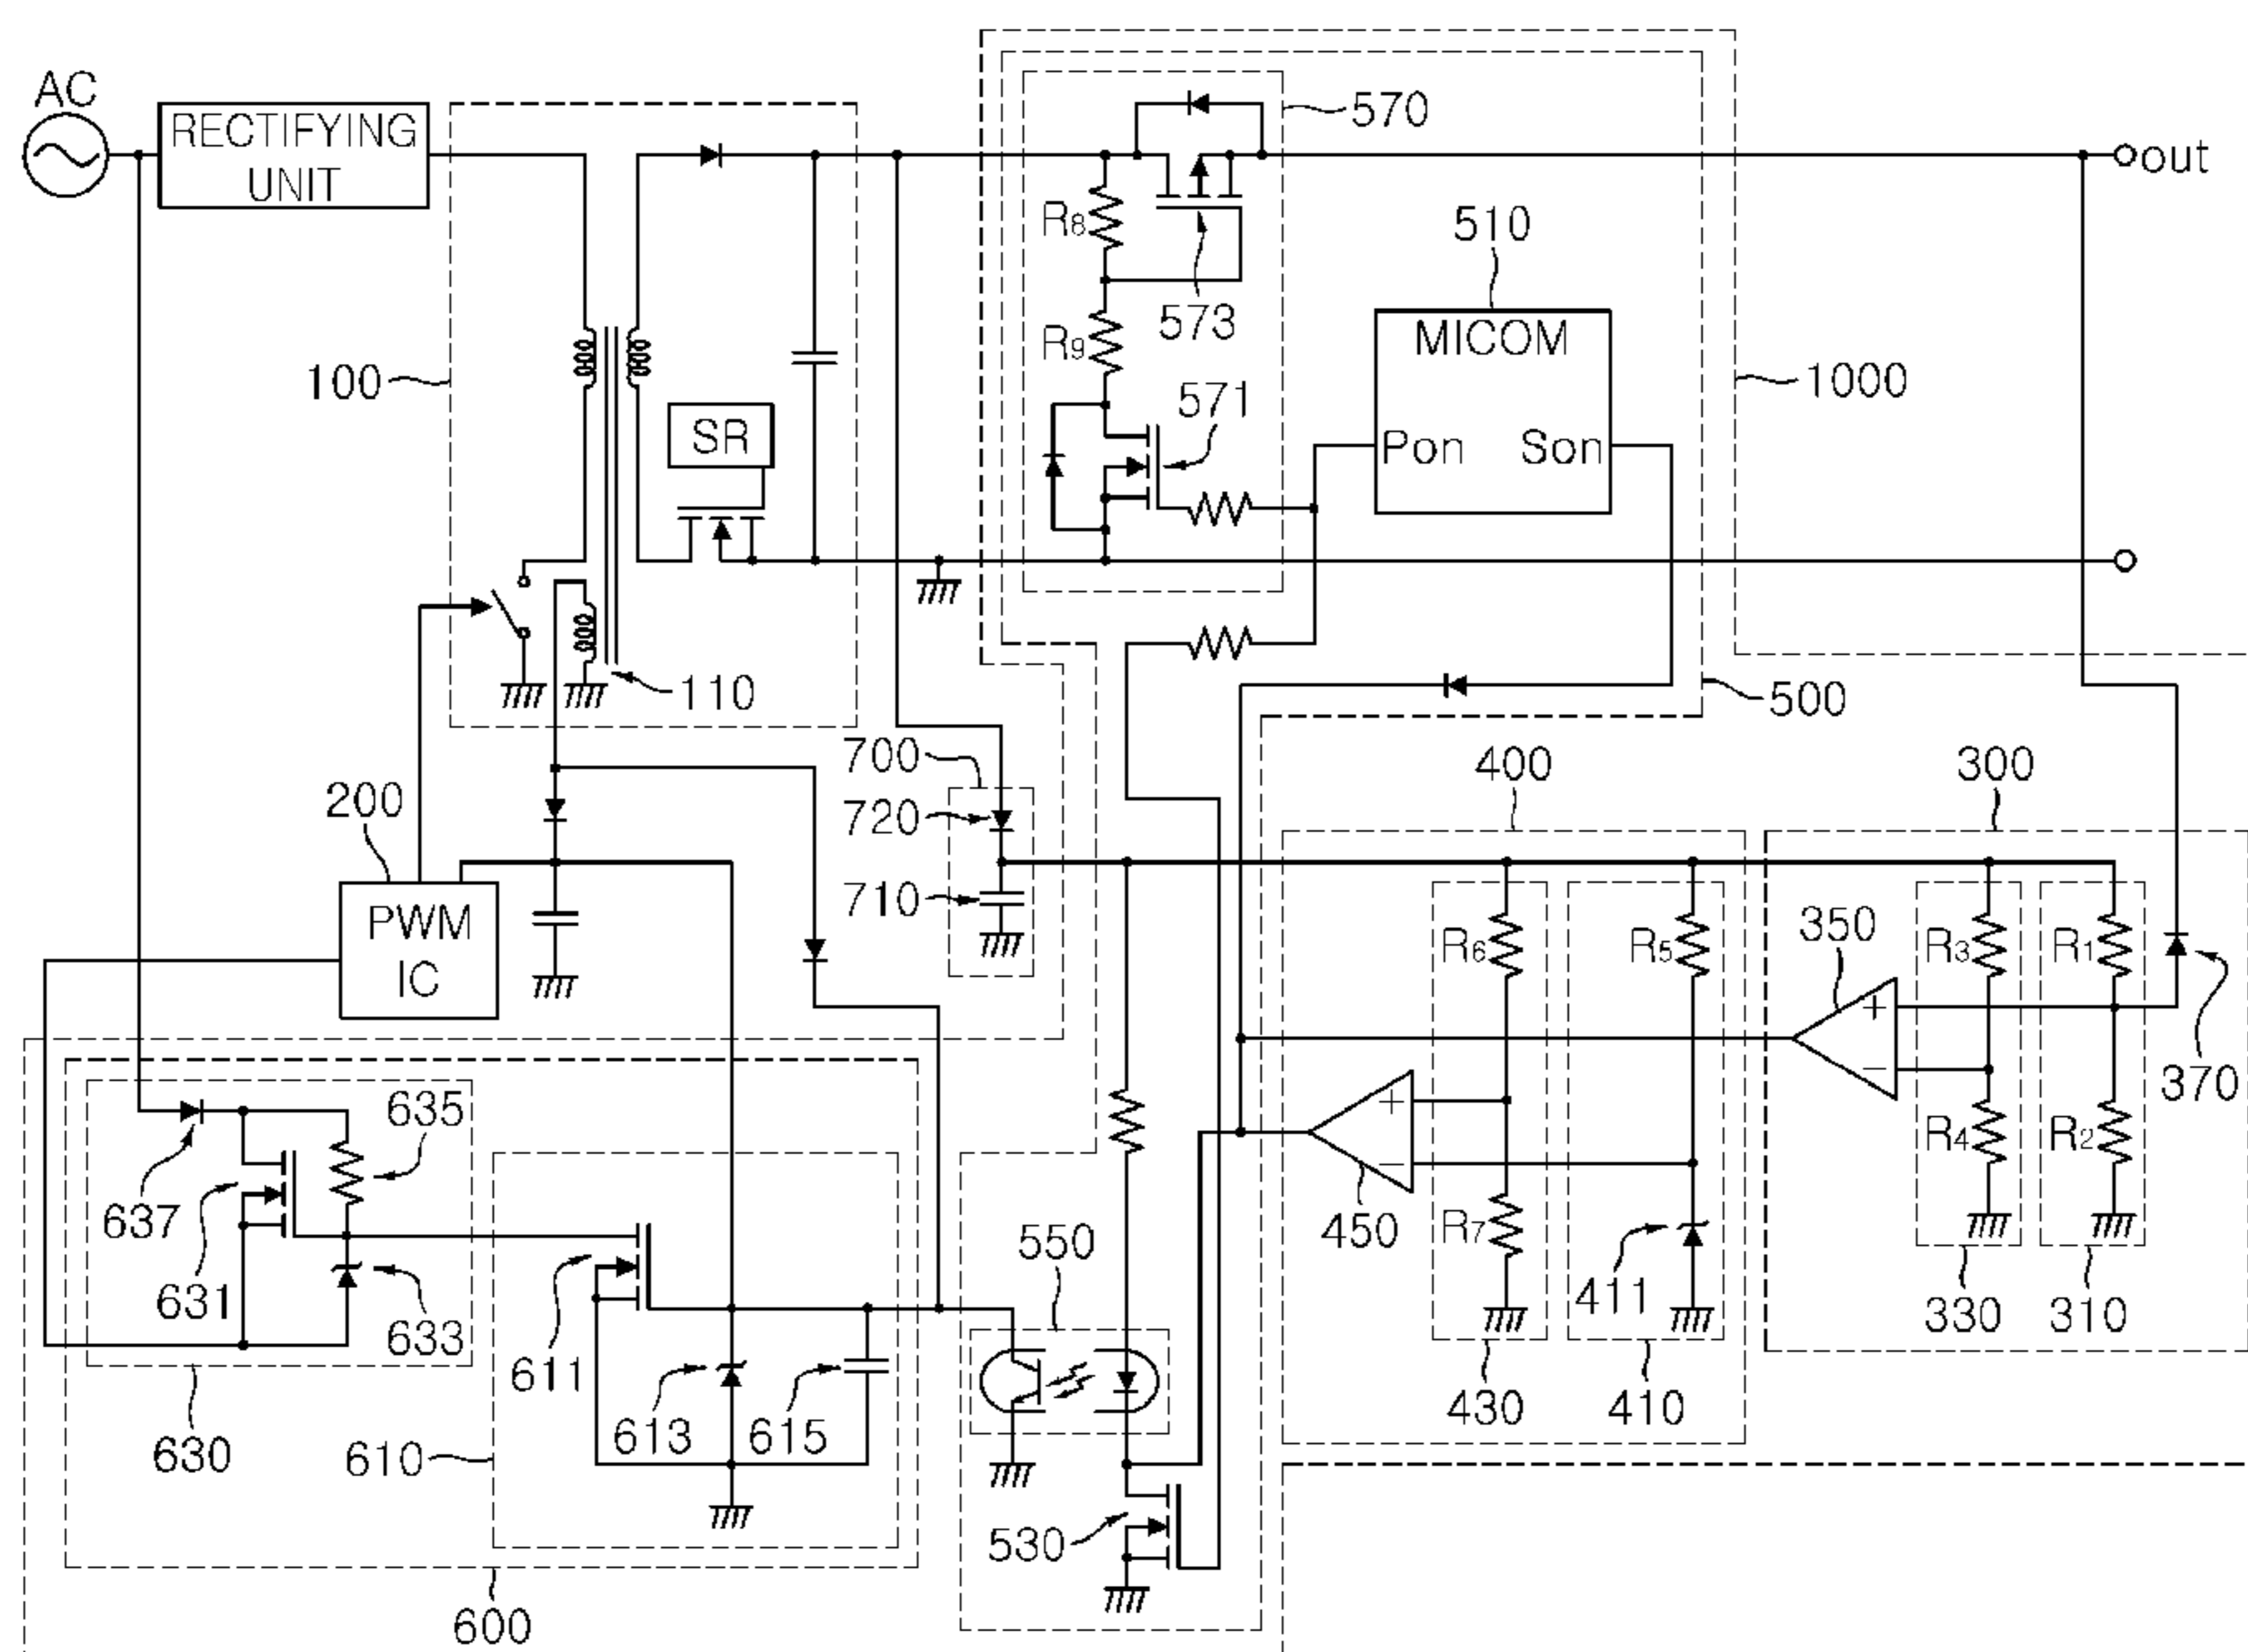 AC
RECTIFYING
UNIT
570
out
R8
510
573
MICOM
R9
100
1000
571
SR
Pon Son
110
500
700
400
300
200
720
350
710
PWM
IC
R6
R5
R3
R1
+
−
370
635
+
R4
R2
637
−
450
R7
550
631
411
633
611
330
310
613
615
430
410
630
610
530
600